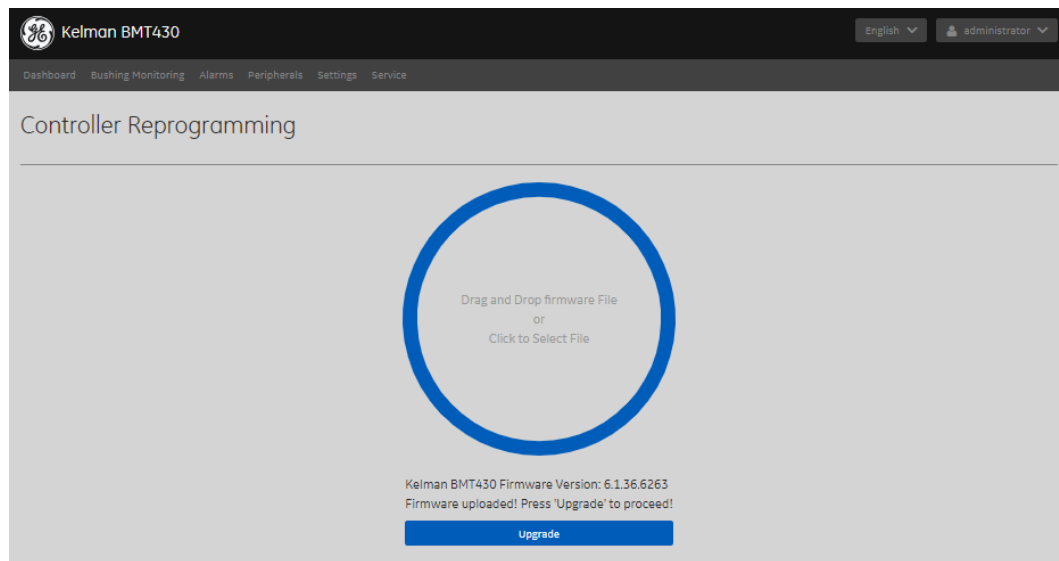 Kelman BMT430
English
administrator
Dashboard Bushing Monitoring Alarms Peripherals Settings Service
Controller Reprogramming
Drag and Drop firmware File
or
Click to Select File
Kelman BMT430 Firmware Version: 6.1.36.6263
Firmware uploaded! Press 'Upgrade' to proceed!
Upgrade